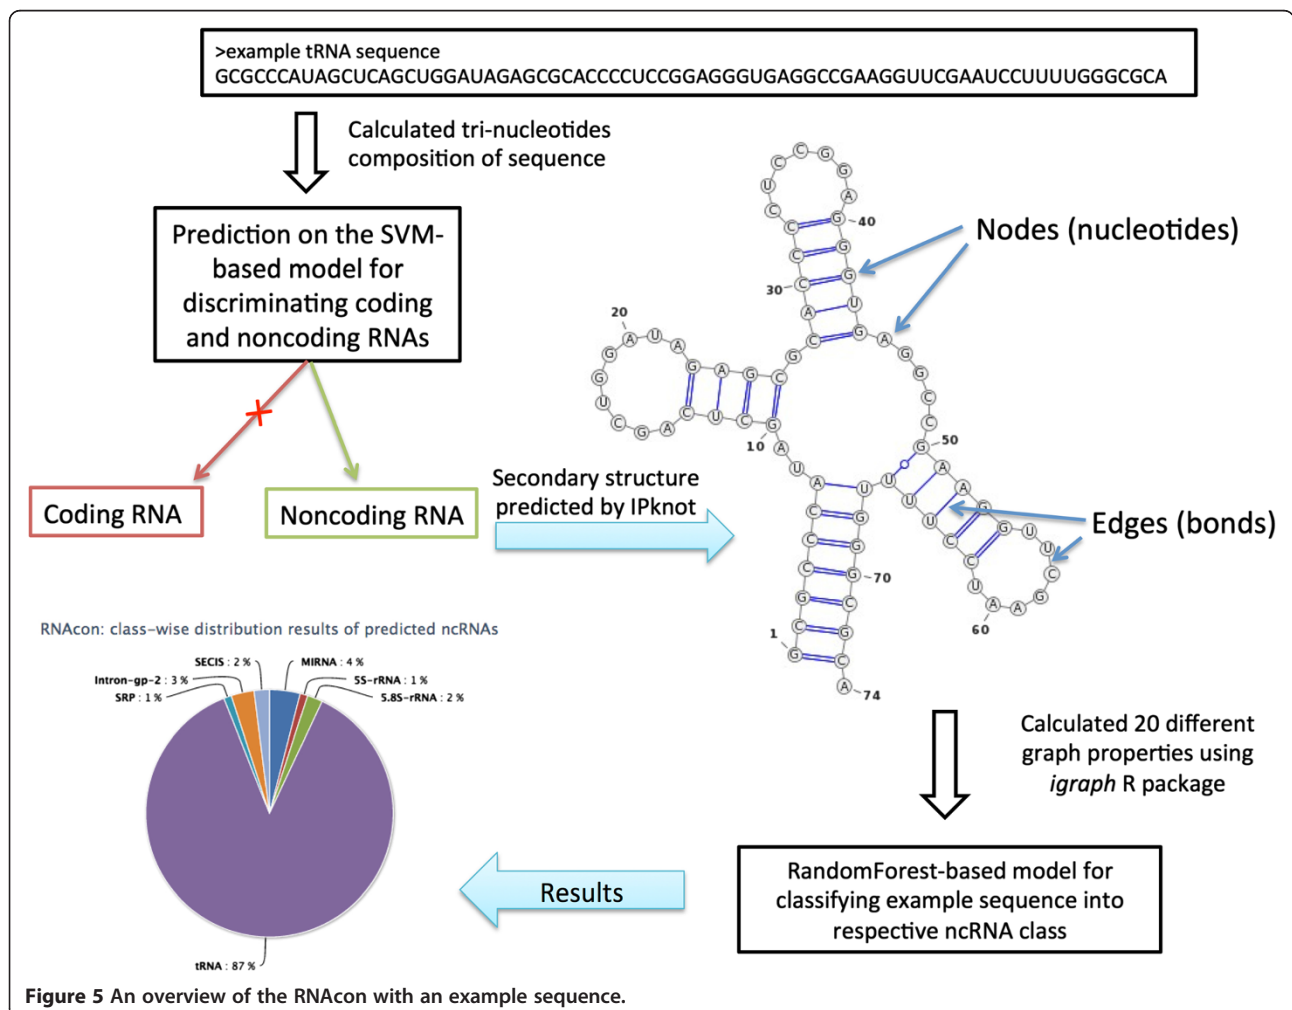 >example tRNA sequence
GCGCCCAUAGCUCAGCUGGAUAGAGCGCACCCCUCCGGAGGGUGAGGCCGAAGGUUCGAAUCCUUUUGGGCGCA
Calculated tri-nucleotides
composition of sequence
Prediction on the SVM-
based model for
discriminating coding
and noncoding RNAs
Coding RNA
Noncoding RNA
Secondary structure
predicted by IPknot
Nodes (nucleotides)
Edges (bonds)
1
10
20
30
40
50
60
70
74
G
C
G
C
C
C
A
U
A
G
C
U
C
A
G
C
U
G
G
A
U
A
G
A
G
C
G
C
A
C
C
C
C
U
C
C
G
G
A
G
G
G
U
G
A
G
G
C
C
G
A
A
G
G
U
U
C
G
A
A
U
C
C
U
U
U
U
G
G
G
C
G
C
A
Calculated 20 different
graph properties using
igraph R package
RandomForest-based model for
classifying example sequence into
respective ncRNA class
Results
RNAcon: class-wise distribution results of predicted ncRNAs
SECIS : 2 %
MIRNA : 4 %
Intron-gp-2 : 3 %
5S-rRNA : 1 %
SRP : 1 %
5.8S-rRNA : 2 %
tRNA : 87 %
Figure 5 An overview of the RNAcon with an example sequence.